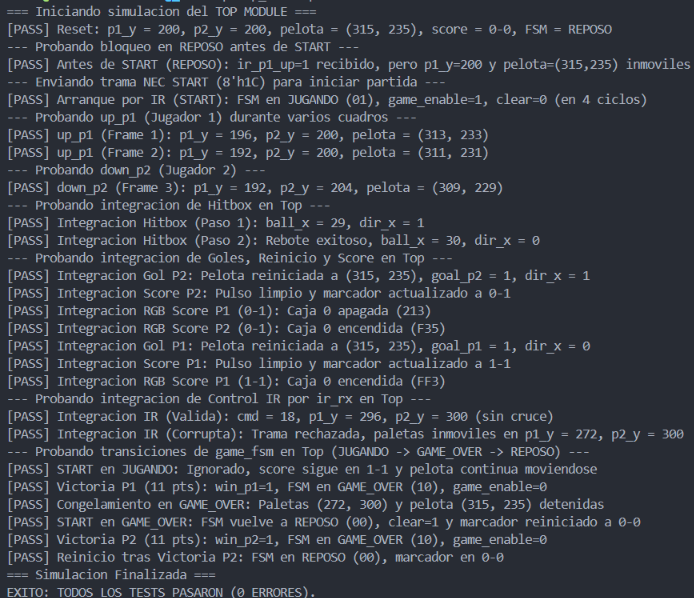 === Iniciando simulacion del TOP MODULE ===
[PASS] Reset: p1_y = 200, p2_y = 200, pelota = (315, 235), score = 0-0, FSM = REPOSO
--- Probando bloqueo en REPOSO antes de START ---
[PASS] Antes de START (REPOSO): ir_p1_up=1 recibido, pero p1_y=200 y pelota=(315,235) inmoviles
--- Enviando trama NEC START (8'h1C) para iniciar partida ---
[PASS] Arranque por IR (START): FSM en JUGANDO (01), game_enable=1, clear=0 (en 4 ciclos)
--- Probando up_p1 (Jugador 1) durante varios cuadros ---
[PASS] up_p1 (Frame 1): p1_y = 196, p2_y = 200, pelota = (313, 233)
[PASS] up_p1 (Frame 2): p1_y = 192, p2_y = 200, pelota = (311, 231)
--- Probando down_p2 (Jugador 2) ---
[PASS] down_p2 (Frame 3): p1_y = 192, p2_y = 204, pelota = (309, 229)
--- Probando integracion de Hitbox en Top ---
[PASS] Integracion Hitbox (Paso 1): ball_x = 29, dir_x = 1
[PASS] Integracion Hitbox (Paso 2): Rebote exitoso, ball_x = 30, dir_x = 0
--- Probando integracion de Goles, Reinicio y Score en Top ---
[PASS] Integracion Gol P2: Pelota reiniciada a (315, 235), goal_p2 = 1, dir_x = 1
[PASS] Integracion Score P2: Pulso limpio y marcador actualizado a 0-1
[PASS] Integracion RGB Score P1 (0-1): Caja 0 apagada (213)
[PASS] Integracion RGB Score P2 (0-1): Caja 0 encendida (F35)
[PASS] Integracion Gol P1: Pelota reiniciada a (315, 235), goal_p1 = 1, dir_x = 0
[PASS] Integracion Score P1: Pulso limpio y marcador actualizado a 1-1
[PASS] Integracion RGB Score P1 (1-1): Caja 0 encendida (FF3)
--- Probando integracion de Control IR por ir_rx en Top ---
[PASS] Integracion IR (Valida): cmd = 18, p1_y = 296, p2_y = 300 (sin cruce)
[PASS] Integracion IR (Corrupta): Trama rechazada, paletas inmoviles en p1_y = 272, p2_y = 300
--- Probando transiciones de game_fsm en Top (JUGANDO -> GAME_OVER -> REPOSO) ---
[PASS] START en JUGANDO: Ignorado, score sigue en 1-1 y pelota continua moviendose
[PASS] Victoria P1 (11 pts): win_p1=1, FSM en GAME_OVER (10), game_enable=0
[PASS] Congelamiento en GAME_OVER: Paletas (272, 300) y pelota (315, 235) detenidas
[PASS] START en GAME_OVER: FSM vuelve a REPOSO (00), clear=1 y marcador reiniciado a 0-0
[PASS] Victoria P2 (11 pts): win_p2=1, FSM en GAME_OVER (10), game_enable=0
[PASS] Reinicio tras Victoria P2: FSM en REPOSO (00), marcador en 0-0
=== Simulacion Finalizada ===
EXITO: TODOS LOS TESTS PASARON (0 ERRORES).